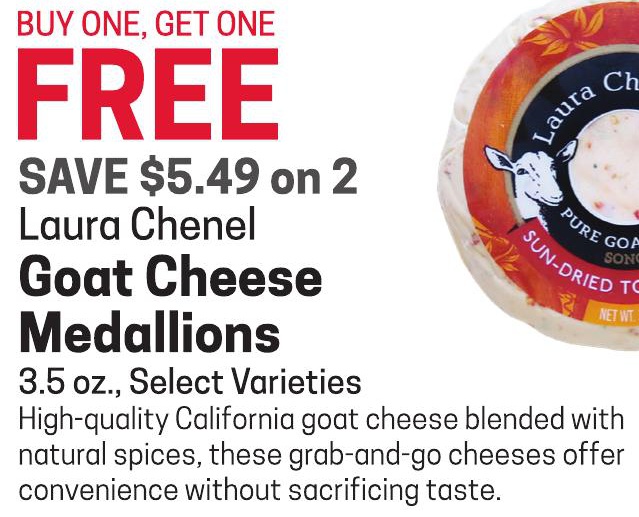 BUY ONE, GET ONE
FREE
SAVE $5.49 on 2
Laura Chenel
Goat Cheese
Medallions
3.5 oz., Select Varieties
High-quality California goat cheese blended with
natural spices, these grab-and-go cheeses offer
convenience without sacrificing taste.
Laura Ch
PURE GOA
SONO
SUN-DRIED TO
NET WT.